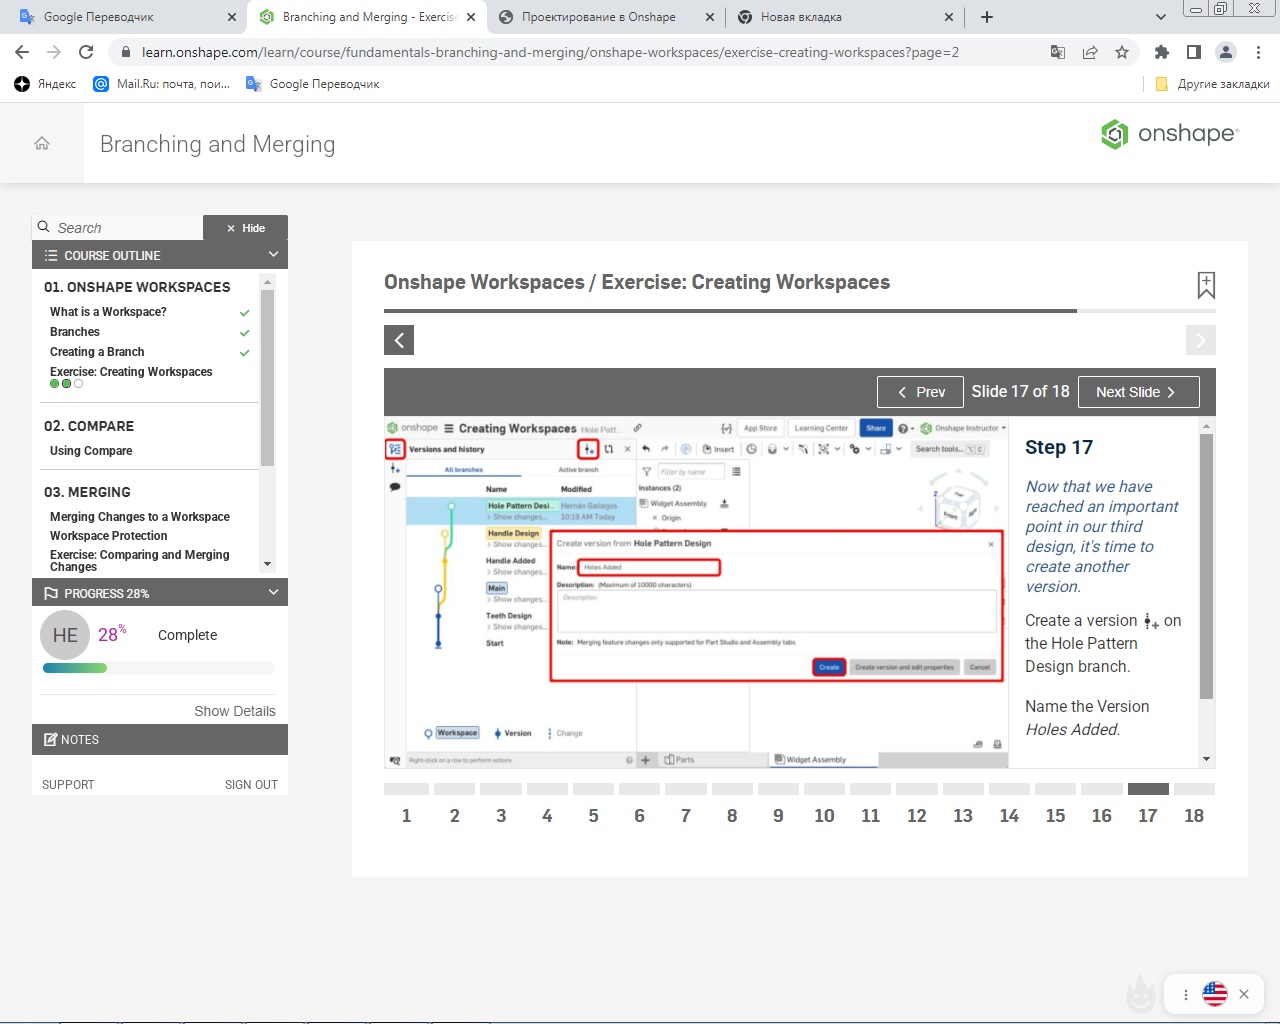 Google Переводчик
Branching and Merging - Exercise
Проектирование в Onshape
Новая вкладка
learn.onshape.com/learn/course/fundamentals-branching-and-merging/onshape-workspaces/exercise-creating-workspaces?page=2
Яндекс
Mail.Ru: почта, пои...
Google Переводчик
Другие закладки
Branching and Merging
onshape
Search
Hide
COURSE OUTLINE
01. ONSHAPE WORKSPACES
What is a Workspace?
Branches
Creating a Branch
Exercise: Creating Workspaces
02. COMPARE
Using Compare
03. MERGING
Merging Changes to a Workspace
Workspace Protection
Exercise: Comparing and Merging
Changes
PROGRESS 28%
HE
28%
Complete
Show Details
NOTES
SUPPORT
SIGN OUT
Onshape Workspaces / Exercise: Creating Workspaces
Prev
Slide 17 of 18
Next Slide
onshape
Creating Workspaces
Hole Patt...
App Store
Learning Center
Share
Onshape Instructor
Versions and history
Insert
Search tools...
All branches
Active branch
Filter by name
Name
Modified
Instances (2)
Hole Pattern Desi...
Hernán Gallegos
> Show changes...
10:19 AM Today
Widget Assembly
Origin
Handle Design
> Show changes...
Handle Added
> Show changes...
Main
> Show changes...
Teeth Design
> Show changes...
Start
Create version from Hole Pattern Design
Name:
Holes Added
Description: (Maximum of 10000 characters)
Description
Note: Merging feature changes only supported for Part Studio and Assembly tabs
Create
Create version and edit properties
Cancel
Workspace
Version
Change
Right-click on a row to perform actions.
Parts
Widget Assembly
Step 17
Now that we have
reached an important
point in our third
design, it's time to
create another
version.
Create a version on
the Hole Pattern
Design branch.
Name the Version
Holes Added.
1 2 3 4 5 6 7 8 9 10 11 12 13 14 15 16 17 18